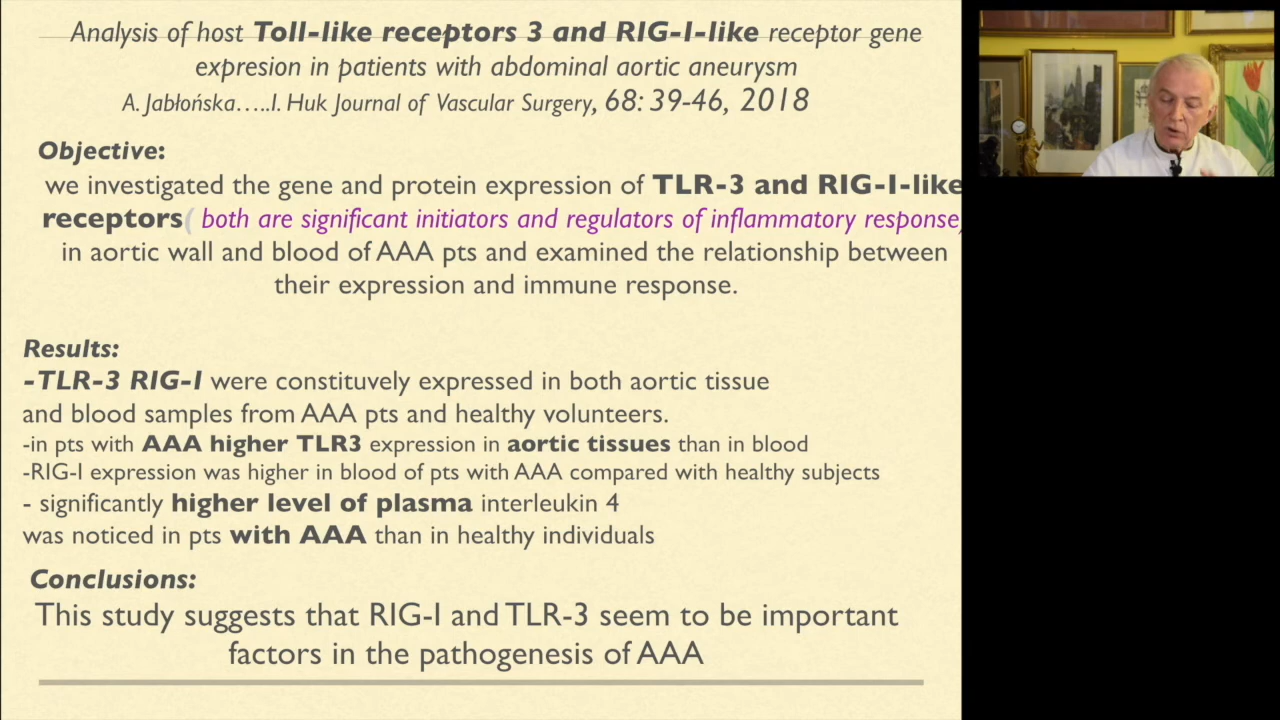 Analysis of host Toll-like receptors 3 and RIG-I-like receptor gene
expresion in patients with abdominal aortic aneurysm
A. Jabłońska…..I. Huk Journal of Vascular Surgery, 68: 39-46, 2018
Objective:
we investigated the gene and protein expression of TLR-3 and RIG-I-like
receptors( both are significant initiators and regulators of inflammatory response)
in aortic wall and blood of AAA pts and examined the relationship between
their expression and immune response.
Results:
-TLR-3 RIG-I were constituvely expressed in both aortic tissue
and blood samples from AAA pts and healthy volunteers.
-in pts with AAA higher TLR3 expression in aortic tissues than in blood
-RIG-I expression was higher in blood of pts with AAA compared with healthy subjects
- significantly higher level of plasma interleukin 4
was noticed in pts with AAA than in healthy individuals
Conclusions:
This study suggests that RIG-I and TLR-3 seem to be important
factors in the pathogenesis of AAA